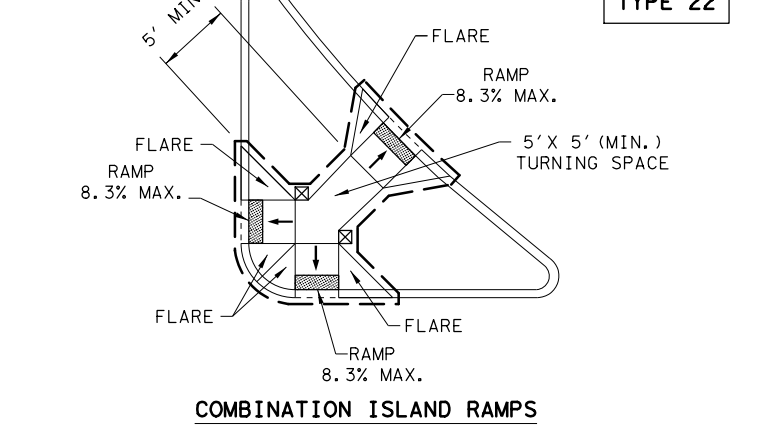 TYPE 22
5' MIN.
FLARE
RAMP
8.3% MAX.
FLARE
5' X 5' (MIN.)
TURNING SPACE
RAMP
8.3% MAX.
FLARE
FLARE
RAMP
8.3% MAX.
COMBINATION ISLAND RAMPS